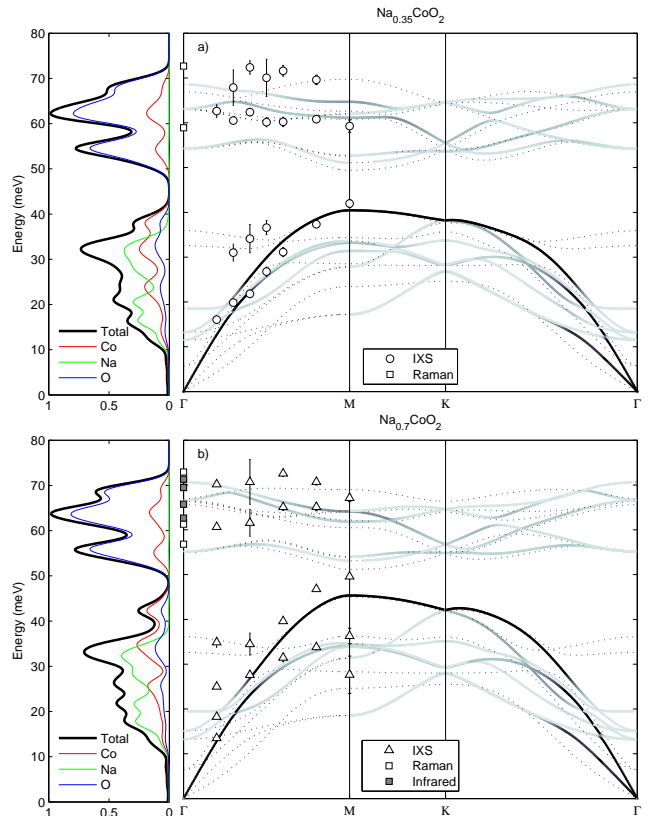 Na0.35CoO2
80
70
60
50
40
30
20
10
0
Energy (meV)
Total
Co
Na
O
1
0.5
0
a)
IXS
Raman
Γ
M
K
Γ
Na0.7CoO2
80
70
60
50
40
30
20
10
0
Energy (meV)
Total
Co
Na
O
1
0.5
0
b)
IXS
Raman
Infrared
Γ
M
K
Γ